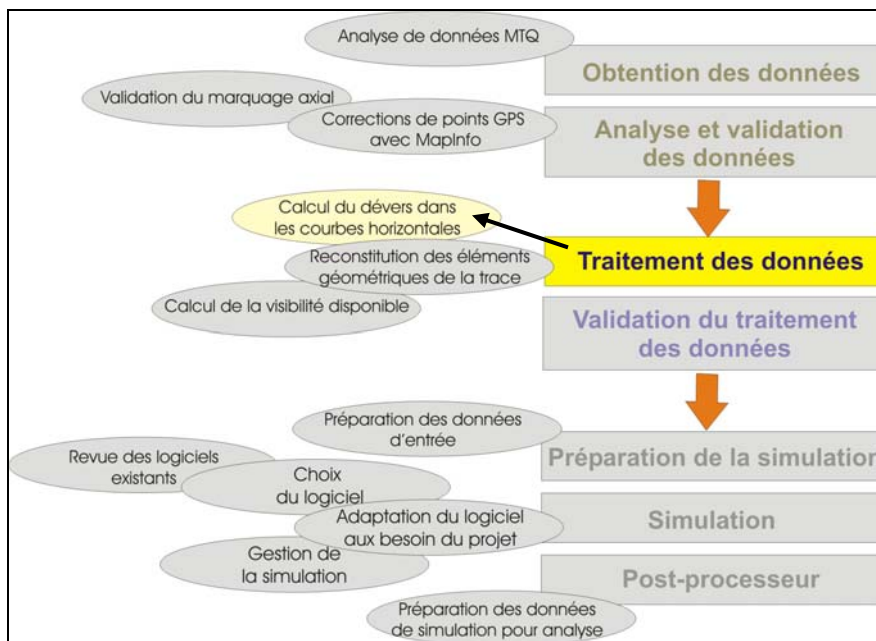 Analyse de données MTQ
Obtention des données
Validation du marquage axial
Corrections de points GPS
avec MapInfo
Analyse et validation
des données
Calcul du dévers dans
les courbes horizontales
Traitement des données
Reconstitution des éléments
géométriques de la trace
Calcul de la visibilité disponible
Validation du traitement
des données
Préparation des données
d'entrée
Préparation de la simulation
Revue des logiciels
existants
Choix
du logiciel
Adaptation du logiciel
aux besoin du projet
Simulation
Gestion de
la simulation
Post-processeur
Préparation des données
de simulation pour analyse